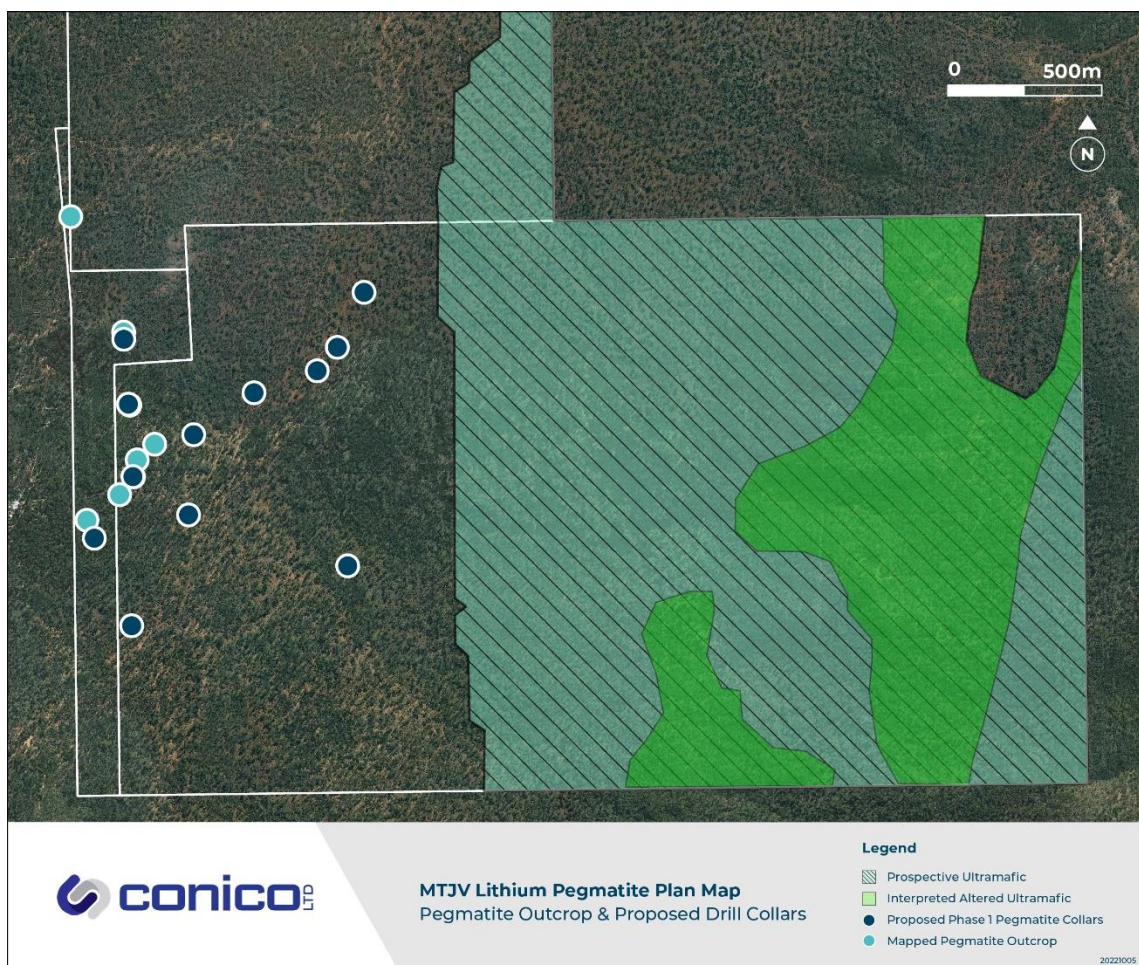 0 500m
N
conico LTD
MTJV Lithium Pegmatite Plan Map
Pegmatite Outcrop & Proposed Drill Collars
Legend
Prospective Ultramafic
Interpreted Altered Ultramafic
Proposed Phase 1 Pegmatite Collars
Mapped Pegmatite Outcrop
20221005